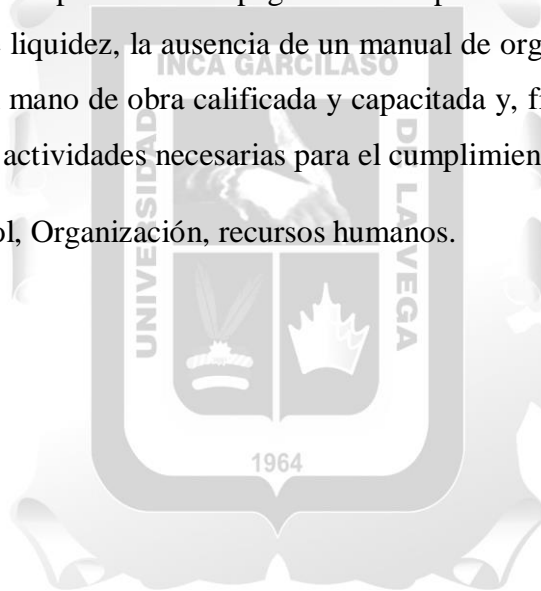 liquidez, la ausencia de un manual de org
INCA GARCILASO
mano de obra calificada y capacitada y,
actividades necesarias para el cumplimien
ol, Organización, recursos humanos.
UNIVERSIDAD
DE LA VEGA
1964